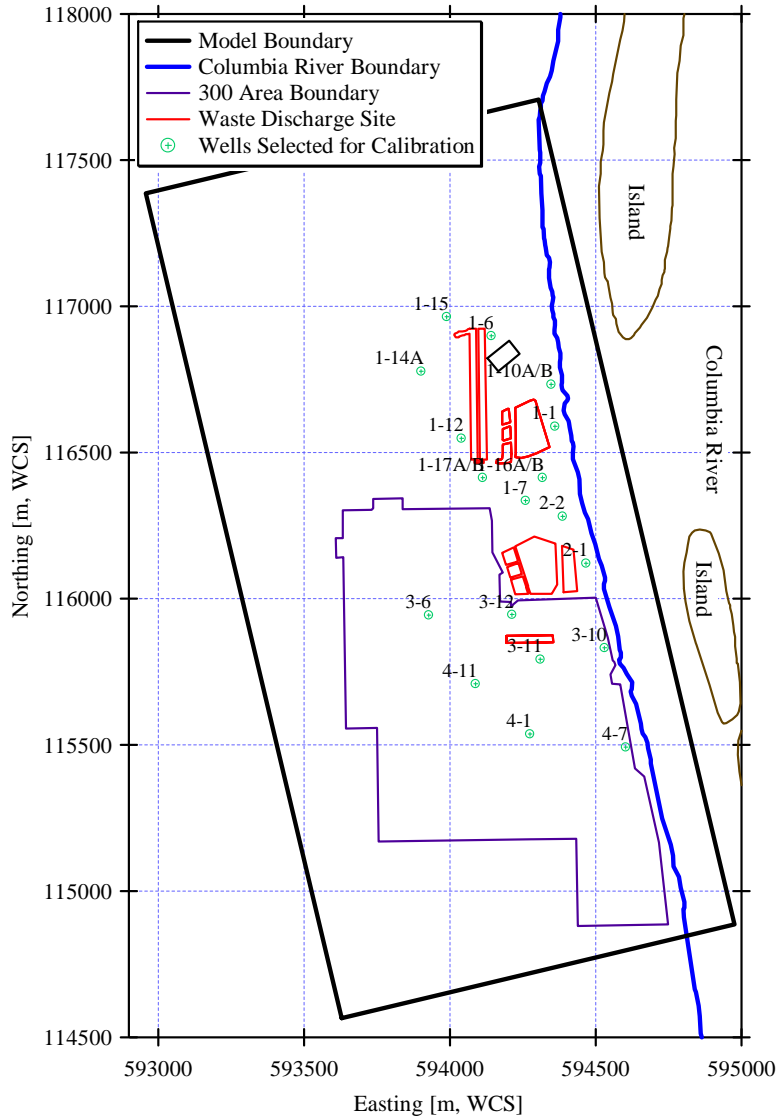 118000
117500
117000
116500
116000
115500
115000
114500
Northing [m, WCS]
Model Boundary
Columbia River Boundary
300 Area Boundary
Waste Discharge Site
Wells Selected for Calibration
Island
Columbia River
Island
1-15
1-6
1-14A
1-10A/B
1-12
1-1
1-17A/B
1-16A/B
1-7
2-2
2-1
3-6
3-12
3-10
3-11
4-11
4-1
4-7
593000
593500
594000
594500
595000
Easting [m, WCS]